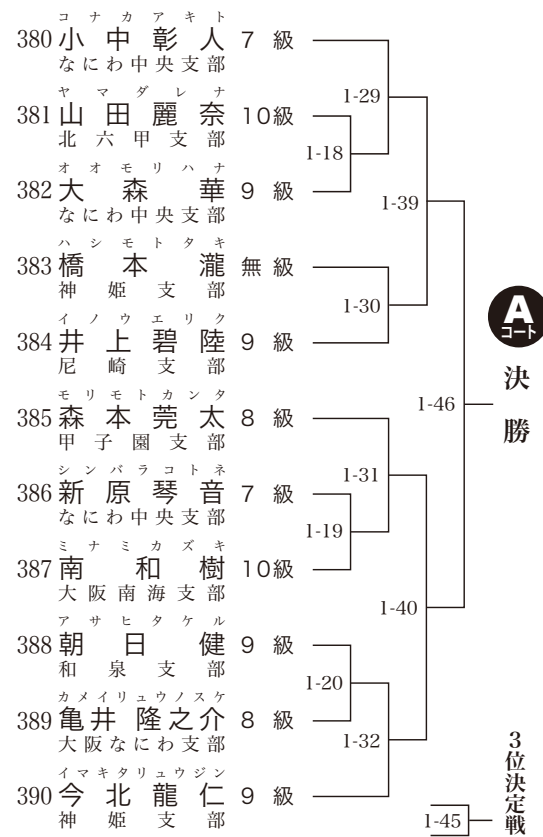 コナカアキト
380 小中彰人 7級
なにわ中央支部
1-29
ヤマダレナ
381 山田麗奈 10級
北六甲支部
1-18
オオモリハナ
382 大森華 9級
なにわ中央支部
1-39
ハシモトタキ
383 橋本瀧 無級
神姫支部
1-30
イノウエリク
384 井上碧陸 9級
尼崎支部
A
コート
決勝
1-46
モリモトカンタ
385 森本莞太 8級
甲子園支部
1-31
シンバラコトネ
386 新原琴音 7級
なにわ中央支部
1-19
ミナミカズキ
387 南和樹 10級
大阪南海支部
1-40
アサヒタケル
388 朝日健 9級
和泉支部
1-20
カメイリュウノスケ
389 亀井隆之介 8級
大阪なにわ支部
1-32
イマキタリュウジン
390 今北龍仁 9級
神姫支部
3位決定戦
1-45